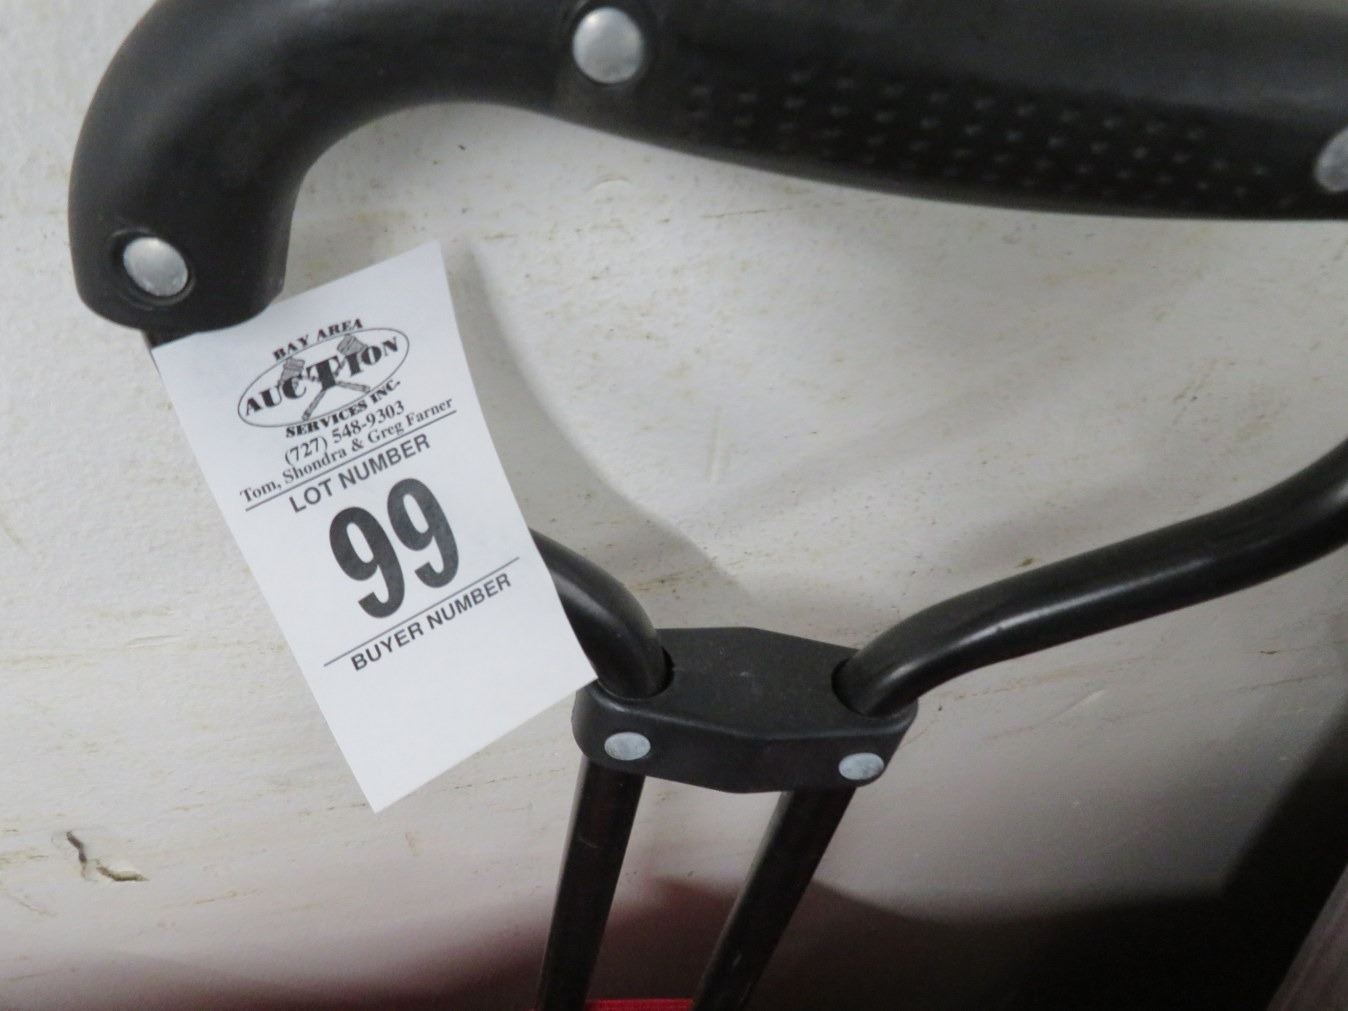 BAY AREA
AUCTION
SERVICES INC.
(727) 548-9303
Tom, Shondra & Greg Farner
LOT NUMBER
99
BUYER NUMBER